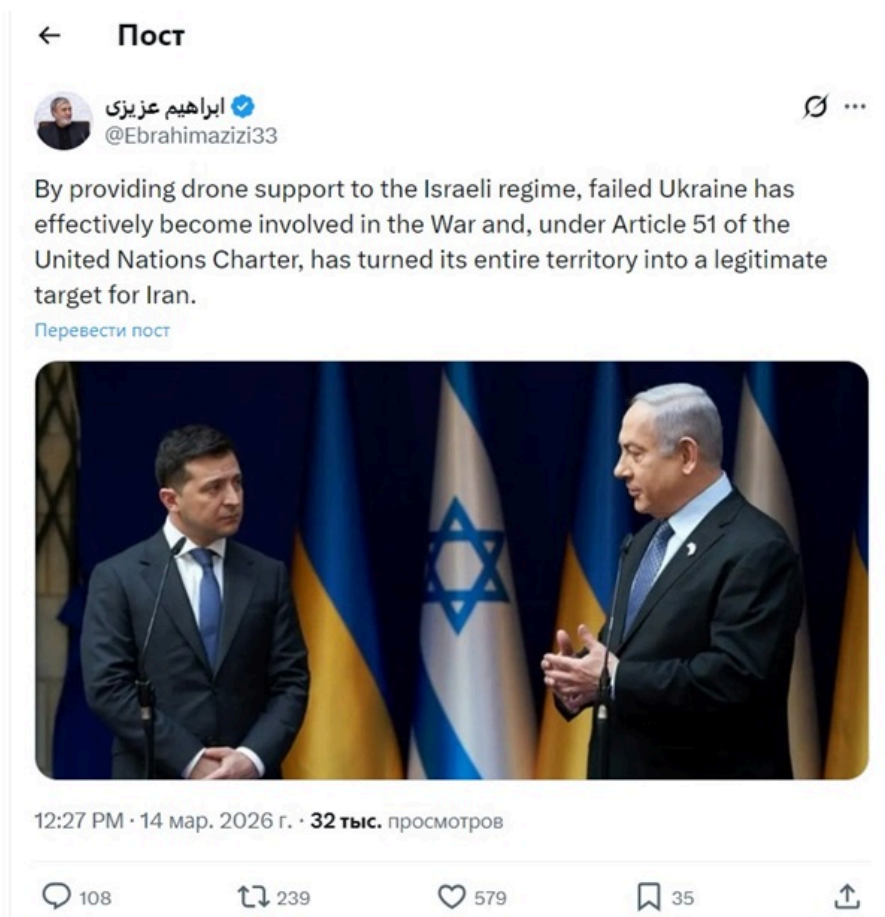 Пост
ابراهیم عزیزی
@Ebrahimazizi33
By providing drone support to the Israeli regime, failed Ukraine has
effectively become involved in the War and, under Article 51 of the
United Nations Charter, has turned its entire territory into a legitimate
target for Iran.
Перевести пост
12:27 PM · 14 мар. 2026 г. · 32 тыс. просмотров
108 239 579 35